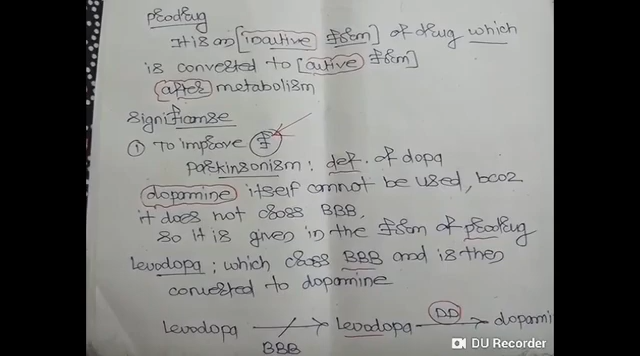 prodrug
It is an [inactive form] of drug which
is converted to [active form]
after metabolism
significance
① To improve F
parkinsonism : def. of dopa
dopamine itself cannot be used, bcoz
it does not cross BBB,
so it is given in the form of prodrug
Levodopa ; which cross BBB and is then
converted to dopamine
Levodopa → Levodopa → dopami
DD
BBB
DU Recorder